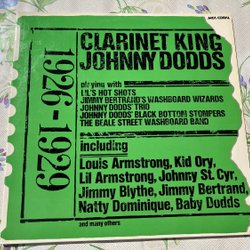 CLARINET KING
JOHNNY DODDS
1926-1929
playing with
LIL'S HOT SHOTS
JIMMY BERTRAND'S WASHBOARD WIZARDS
JOHNNY DODDS TRIO
JOHNNY DODDS' BLACK BOTTOM STOMPERS
THE BEALE STREET WASHBOARD BAND
including
Louis Armstrong, Kid Ory,
Lil Armstrong, Johnny St. Cyr,
Jimmy Blythe, Jimmy Bertrand,
Natty Dominique, Baby Dodds
and many others